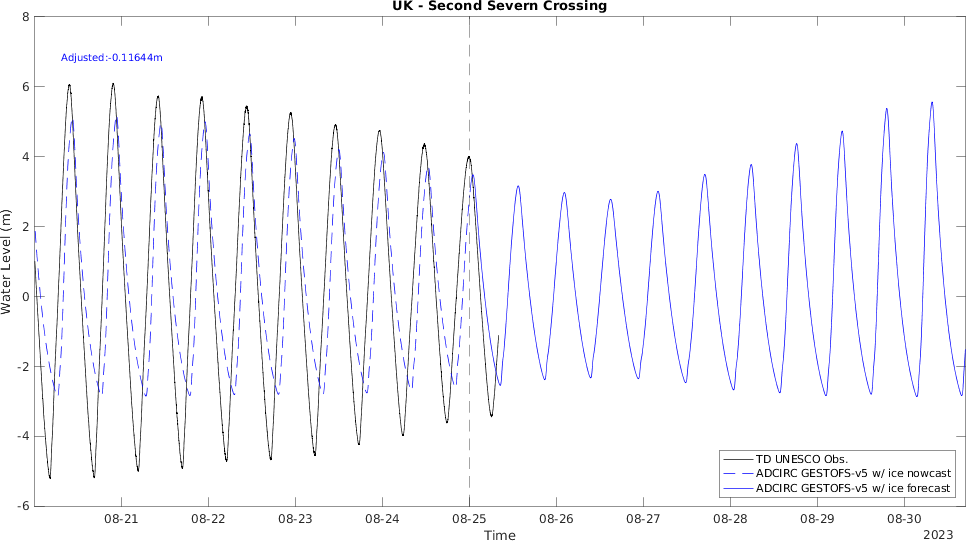 UK - Second Severn Crossing
8
6
4
2
0
-2
-4
-6
Water Level (m)
Adjusted:-0.11644m
TD UNESCO Obs.
ADCIRC GESTOFS-v5 w/ ice nowcast
ADCIRC GESTOFS-v5 w/ ice forecast
08-21 08-22 08-23 08-24 08-25 08-26 08-27 08-28 08-29 08-30
Time
2023